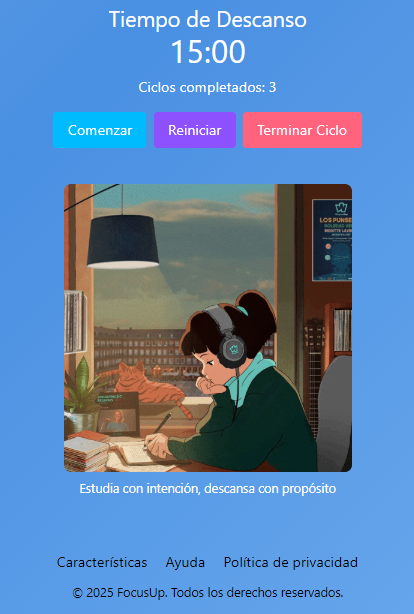 Tiempo de Descanso
15:00
Ciclos completados: 3
Comenzar
Reiniciar
Terminar Ciclo
LOS PUNSE
Estudia con intención, descansa con propósito
Características
Ayuda
Política de privacidad
© 2025 FocusUp. Todos los derechos reservados.